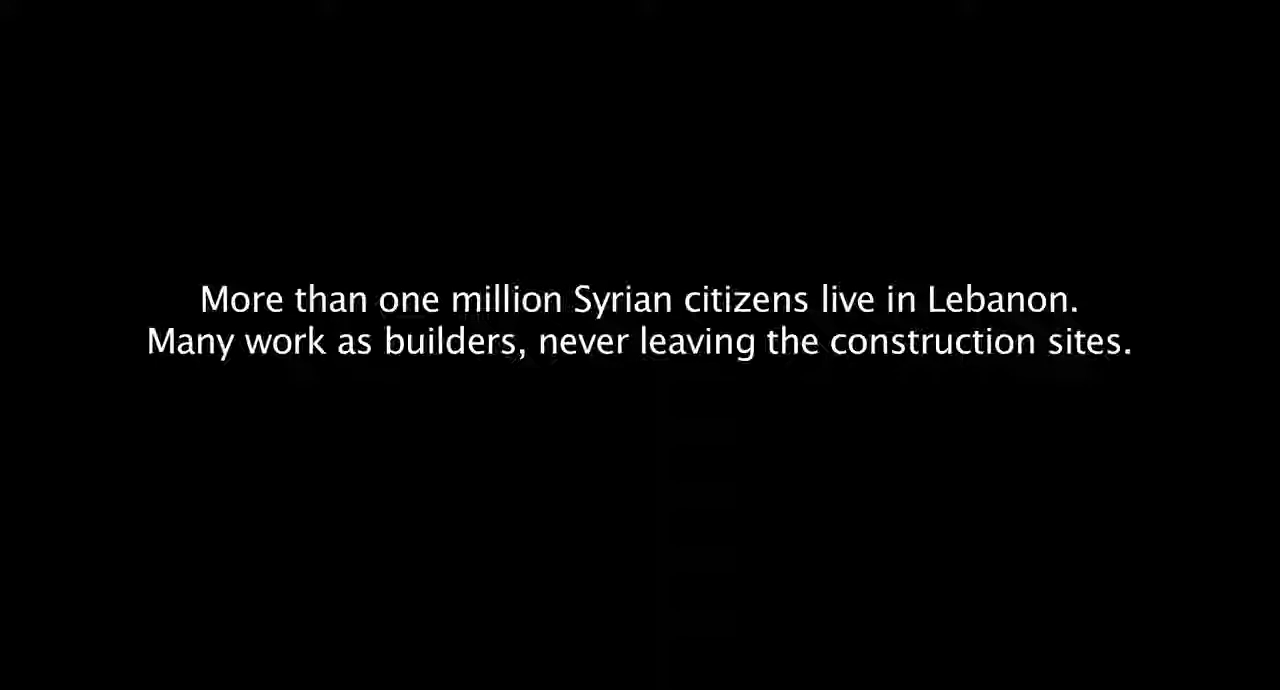 More than one million Syrian citizens live in Lebanon.
Many work as builders, never leaving the construction sites.